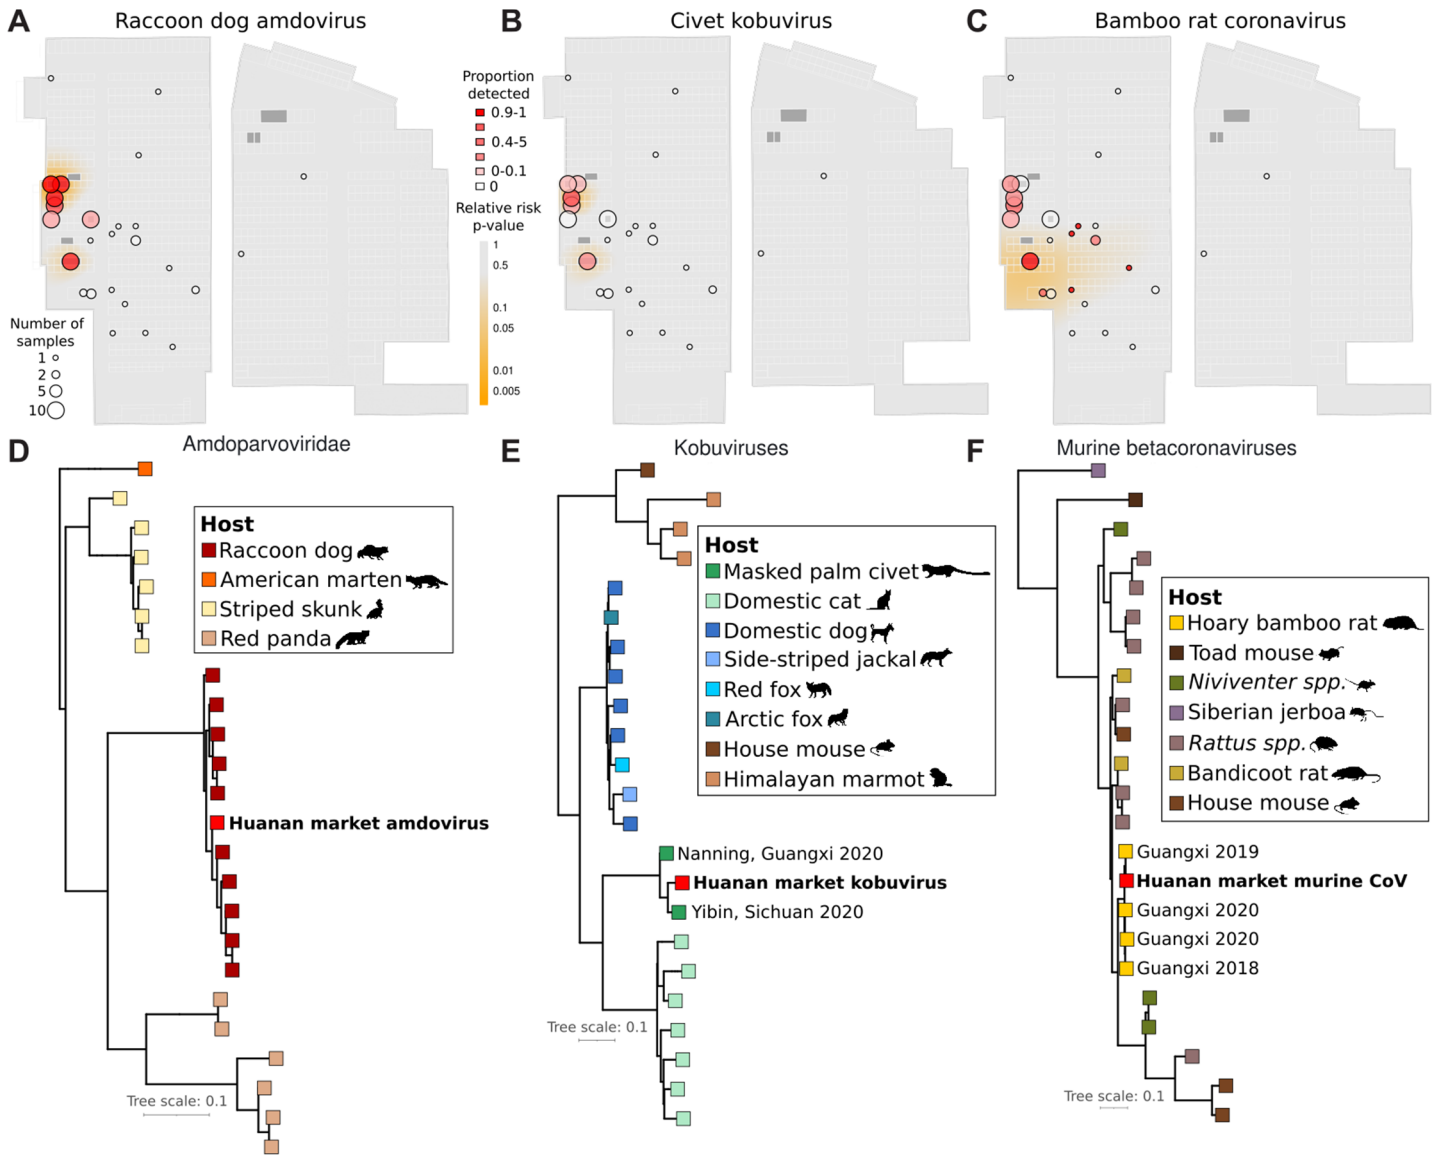 A
Raccoon dog amdovirus
B
Civet kobuvirus
C
Bamboo rat coronavirus
Proportion
detected
0.9-1
0.4-5
0-0.1
0
Relative risk
p-value
1
0.5
0.1
0.05
0.01
0.005
Number of
samples
1
2
5
10
D
Amdoparvoviridae
Host
Raccoon dog
American marten
Striped skunk
Red panda
Huanan market amdovirus
Tree scale: 0.1
E
Kobuviruses
Host
Masked palm civet
Domestic cat
Domestic dog
Side-striped jackal
Red fox
Arctic fox
House mouse
Himalayan marmot
Nanning, Guangxi 2020
Huanan market kobuvirus
Yibin, Sichuan 2020
Tree scale: 0.1
F
Murine betacoronaviruses
Host
Hoary bamboo rat
Toad mouse
Niviventer spp.
Siberian jerboa
Rattus spp.
Bandicoot rat
House mouse
Guangxi 2019
Huanan market murine CoV
Guangxi 2020
Guangxi 2020
Guangxi 2018
Tree scale: 0.1